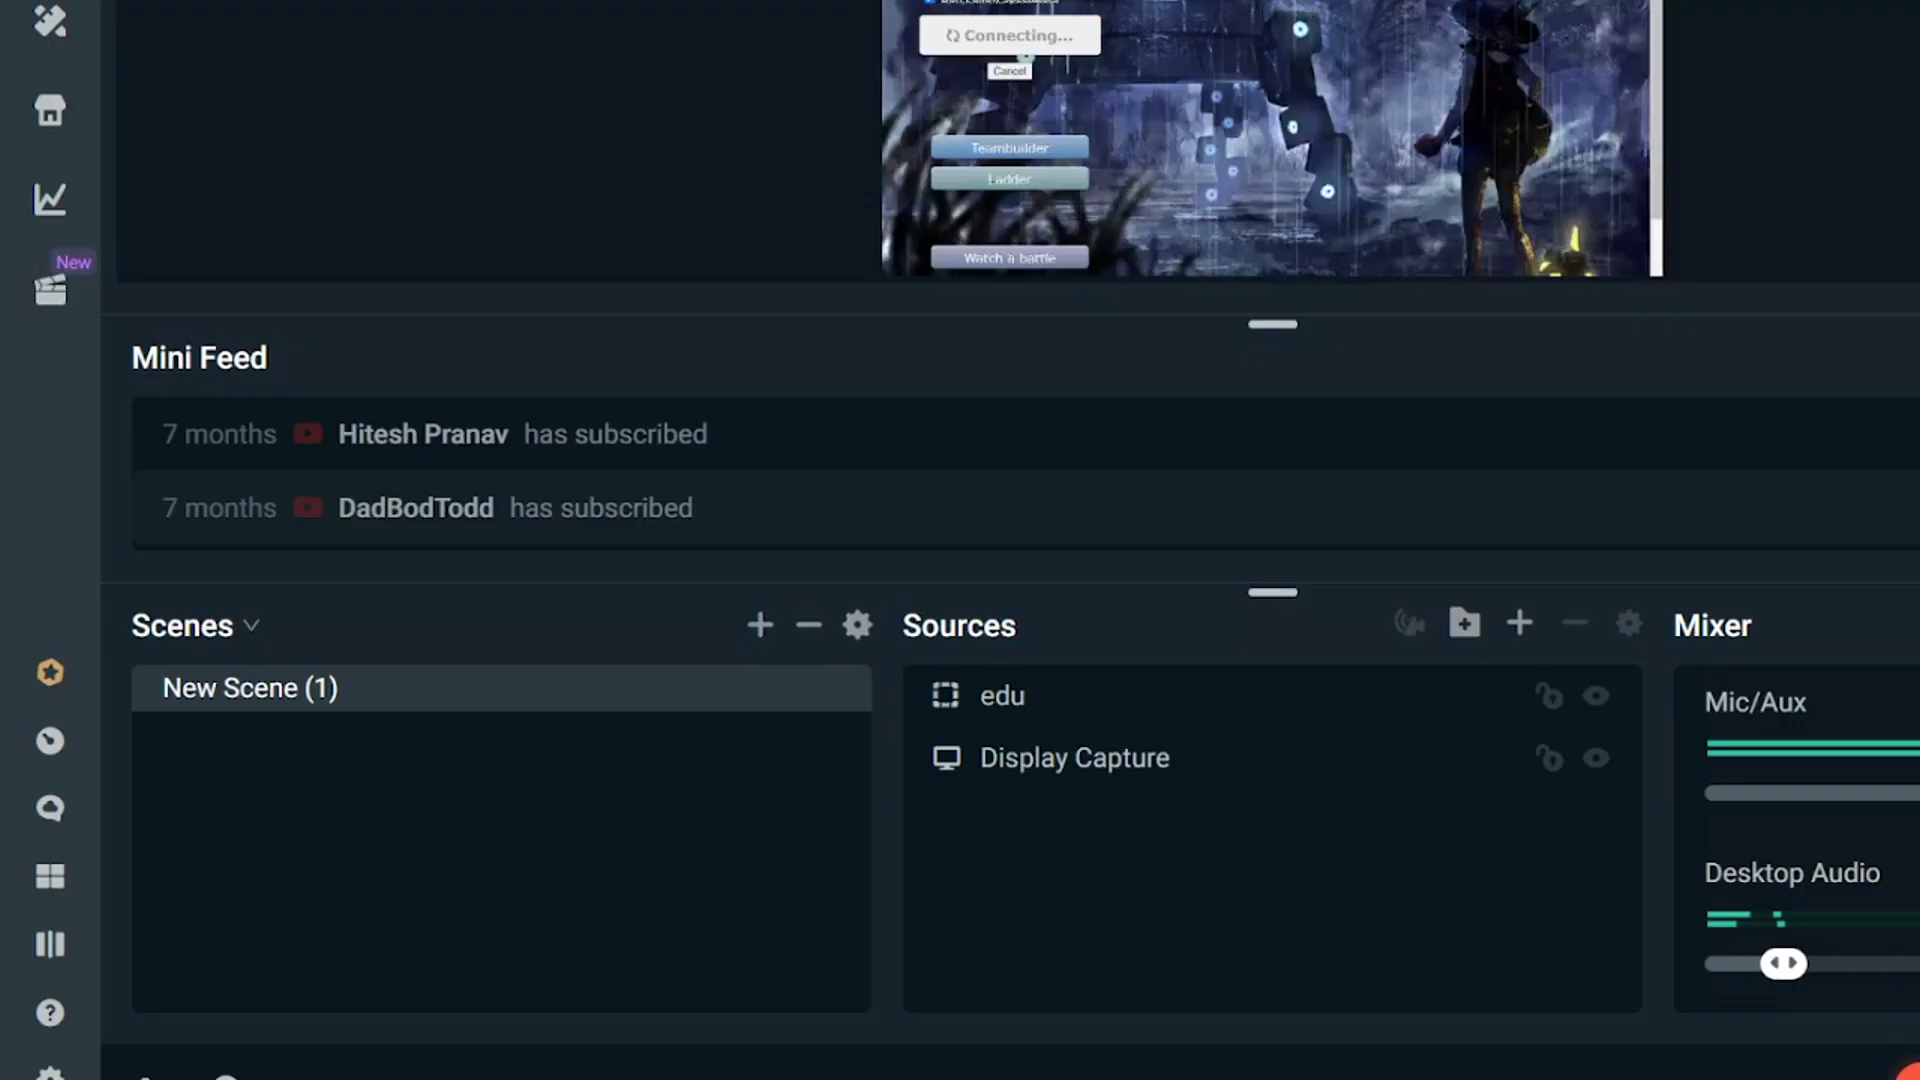 Connecting...
Cancel
Teambuilder
Ladder
Watch a battle
New
Mini Feed
7 months Hitesh Pranav has subscribed
7 months DadBodTodd has subscribed
Scenes
New Scene (1)
Sources
edu
Display Capture
Mixer
Mic/Aux
Desktop Audio